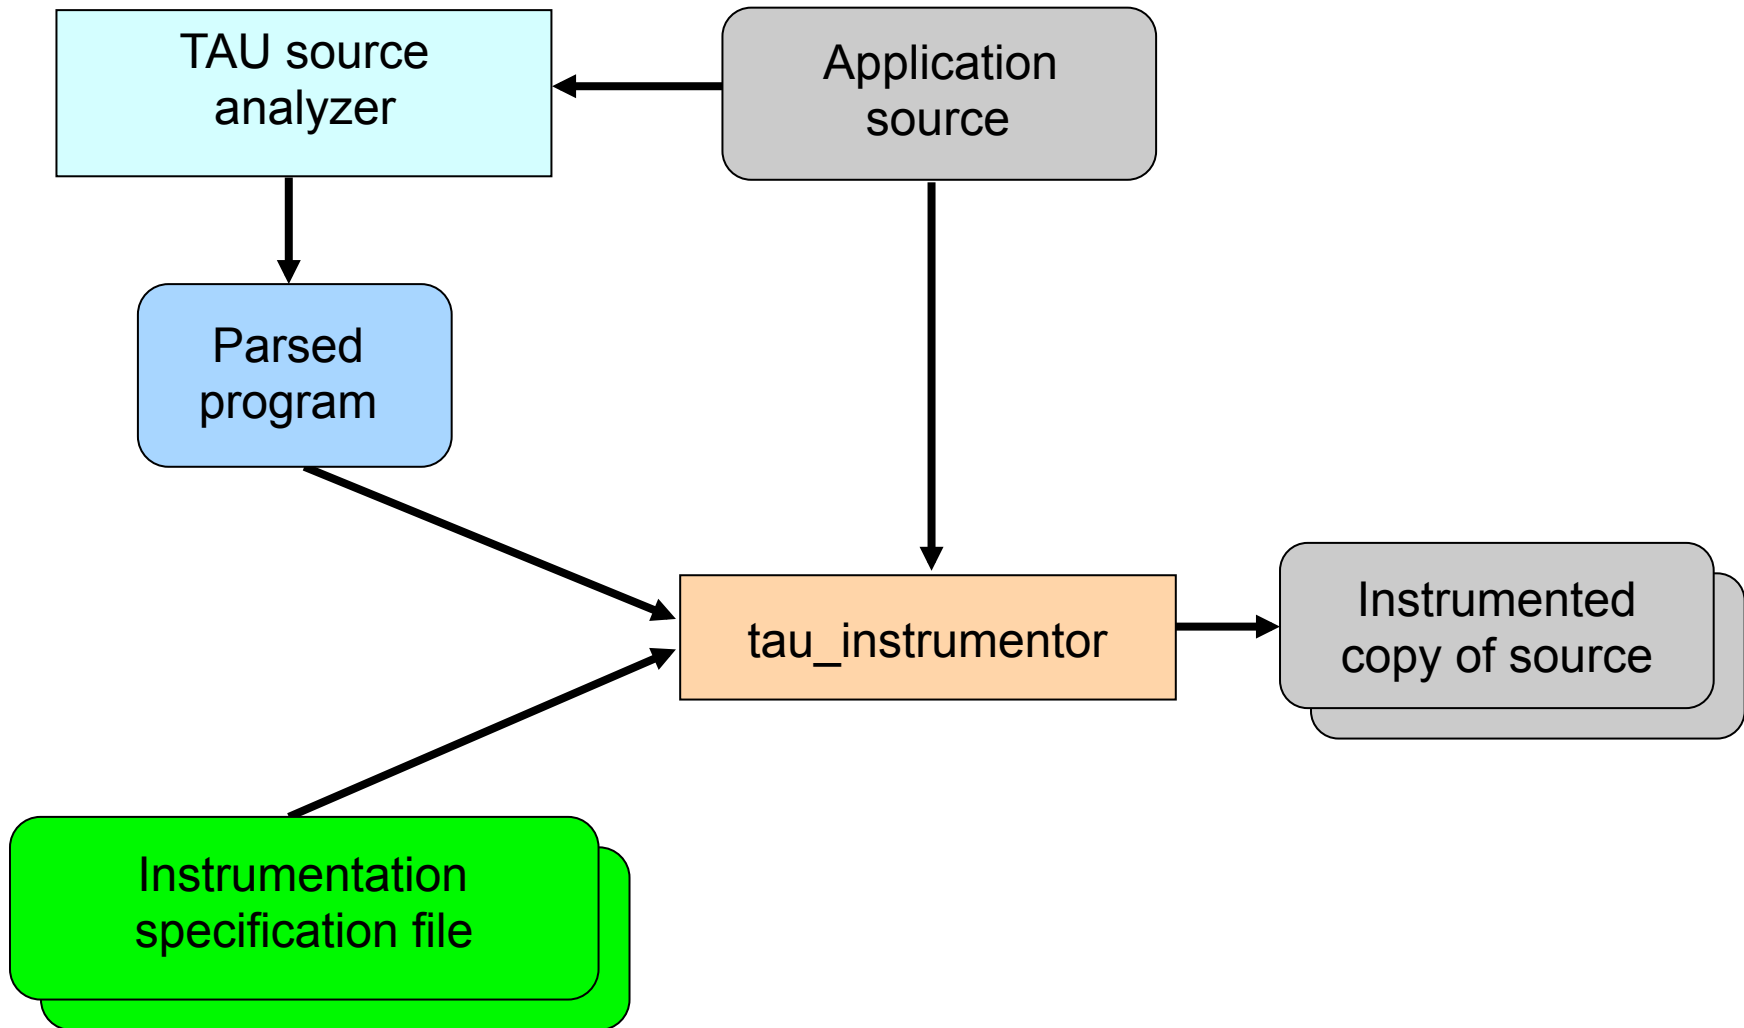 TAU source
analyzer
Application
source
Parsed
program
tau_instrumentor
Instrumented
copy of source
Instrumentation
specification file